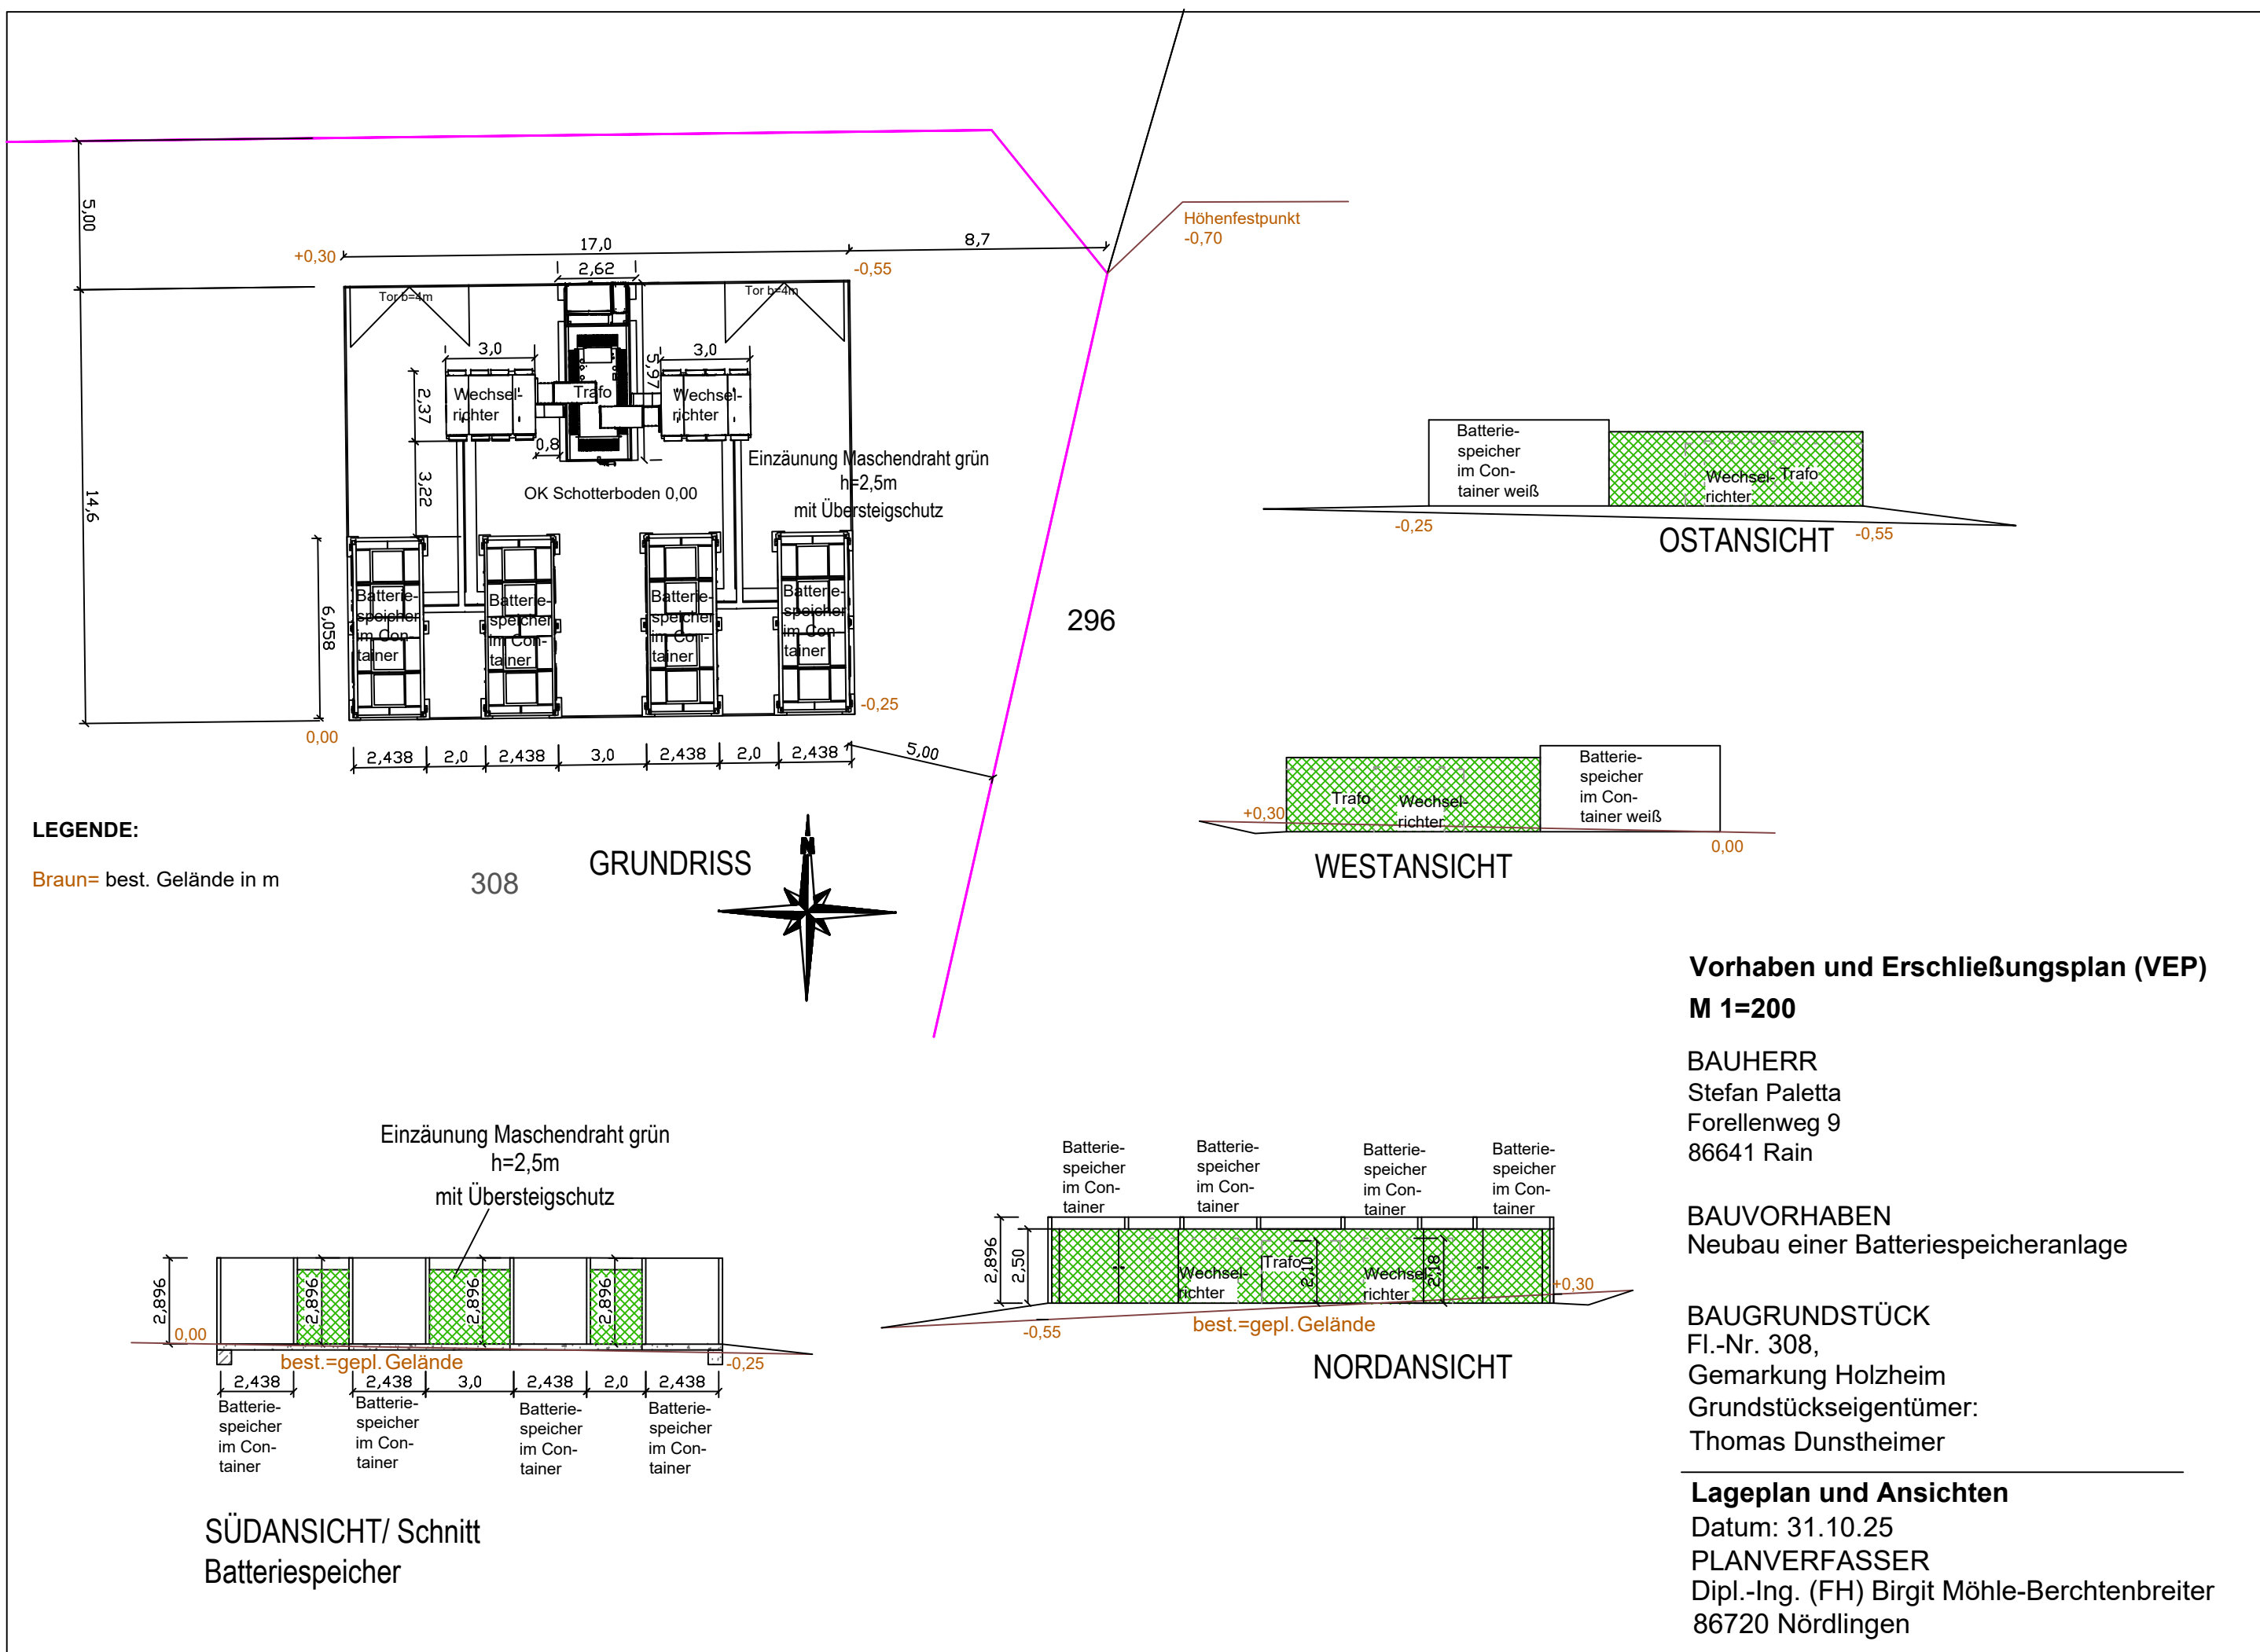 5,00
+0,30
17,0
8,7
Höhenfestpunkt
-0,70
2,62
-0,55
Tor b=4m
Tor b=4m
3,0
3,0
5,97
2,37
Wechsel-
richter
Trafo
Wechsel-
richter
0,8
3,22
OK Schotterboden 0,00
Einzäunung Maschendraht grün
h=2,5m
mit Übersteigschutz
14,6
6,058
Batterie-
speicher
im Con-
tainer
Batterie-
speicher
im Con-
tainer
Batterie-
speicher
im Con-
tainer
Batterie-
speicher
im Con-
tainer
296
-0,25
0,00
2,438
2,0
2,438
3,0
2,438
2,0
2,438
5,00
LEGENDE:
Braun= best. Gelände in m
308
GRUNDRISS
N
Batterie-
speicher
im Con-
tainer weiß
Wechsel-
richter
Trafo
-0,25
-0,55
OSTANSICHT
+0,30
Trafo
Wechsel-
richter
Batterie-
speicher
im Con-
tainer weiß
0,00
WESTANSICHT
Einzäunung Maschendraht grün
h=2,5m
mit Übersteigschutz
2,896
2,896
2,896
2,896
0,00
best.=gepl. Gelände
-0,25
2,438
2,438
3,0
2,438
2,0
2,438
Batterie-
speicher
im Con-
tainer
Batterie-
speicher
im Con-
tainer
Batterie-
speicher
im Con-
tainer
Batterie-
speicher
im Con-
tainer
SÜDANSICHT/ Schnitt
Batteriespeicher
Batterie-
speicher
im Con-
tainer
Batterie-
speicher
im Con-
tainer
Batterie-
speicher
im Con-
tainer
Batterie-
speicher
im Con-
tainer
2,896
2,50
Wechsel-
richter
Trafo
2,10
Wechsel-
richter
2,18
+0,30
-0,55
best.=gepl. Gelände
NORDANSICHT
Vorhaben und Erschließungsplan (VEP)
M 1=200
BAUHERR
Stefan Paletta
Forellenweg 9
86641 Rain
BAUVORHABEN
Neubau einer Batteriespeicheranlage
BAUGRUNDSTÜCK
Fl.-Nr. 308,
Gemarkung Holzheim
Grundstückseigentümer:
Thomas Dunstheimer
Lageplan und Ansichten
Datum: 31.10.25
PLANVERFASSER
Dipl.-Ing. (FH) Birgit Möhle-Berchtenbreiter
86720 Nördlingen